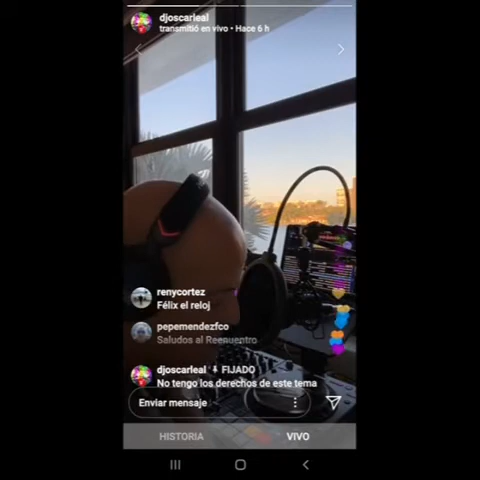 djoscarleal
transmitió en vivo • Hace 6 h
renycortez
Félix el reloj
pepemendezfco
Saludos al Reenuentro
djoscarleal FIJADO
No tengo los derechos de este tema
Enviar mensaje
HISTORIA VIVO